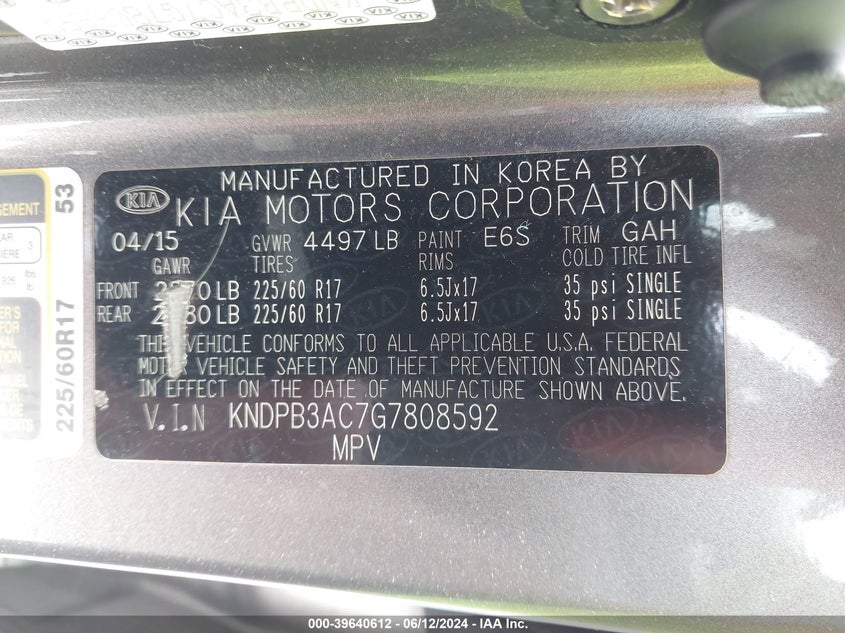 KIA
MANUFACTURED IN KOREA BY
KIA MOTORS CORPORATION
04/15 GVWR 4497 LB PAINT E6S TRIM GAH
GAWR TIRES RIMS COLD TIRE INFL
FRONT LB 225/60 R17 6.5Jx17 35 psi SINGLE
REAR LB 225/60 R17 6.5Jx17 35 psi SINGLE
THIS VEHICLE CONFORMS TO ALL APPLICABLE U.S.A. FEDERAL
MOTOR VEHICLE SAFETY AND THEFT PREVENTION STANDARDS
IN EFFECT ON THE DATE OF MANUFACTURE SHOWN ABOVE.
V.I.N KNDPB3AC7G7808592
MPV
53
225/60R17
000-39640612 - 06/12/2024 - IAA Inc.